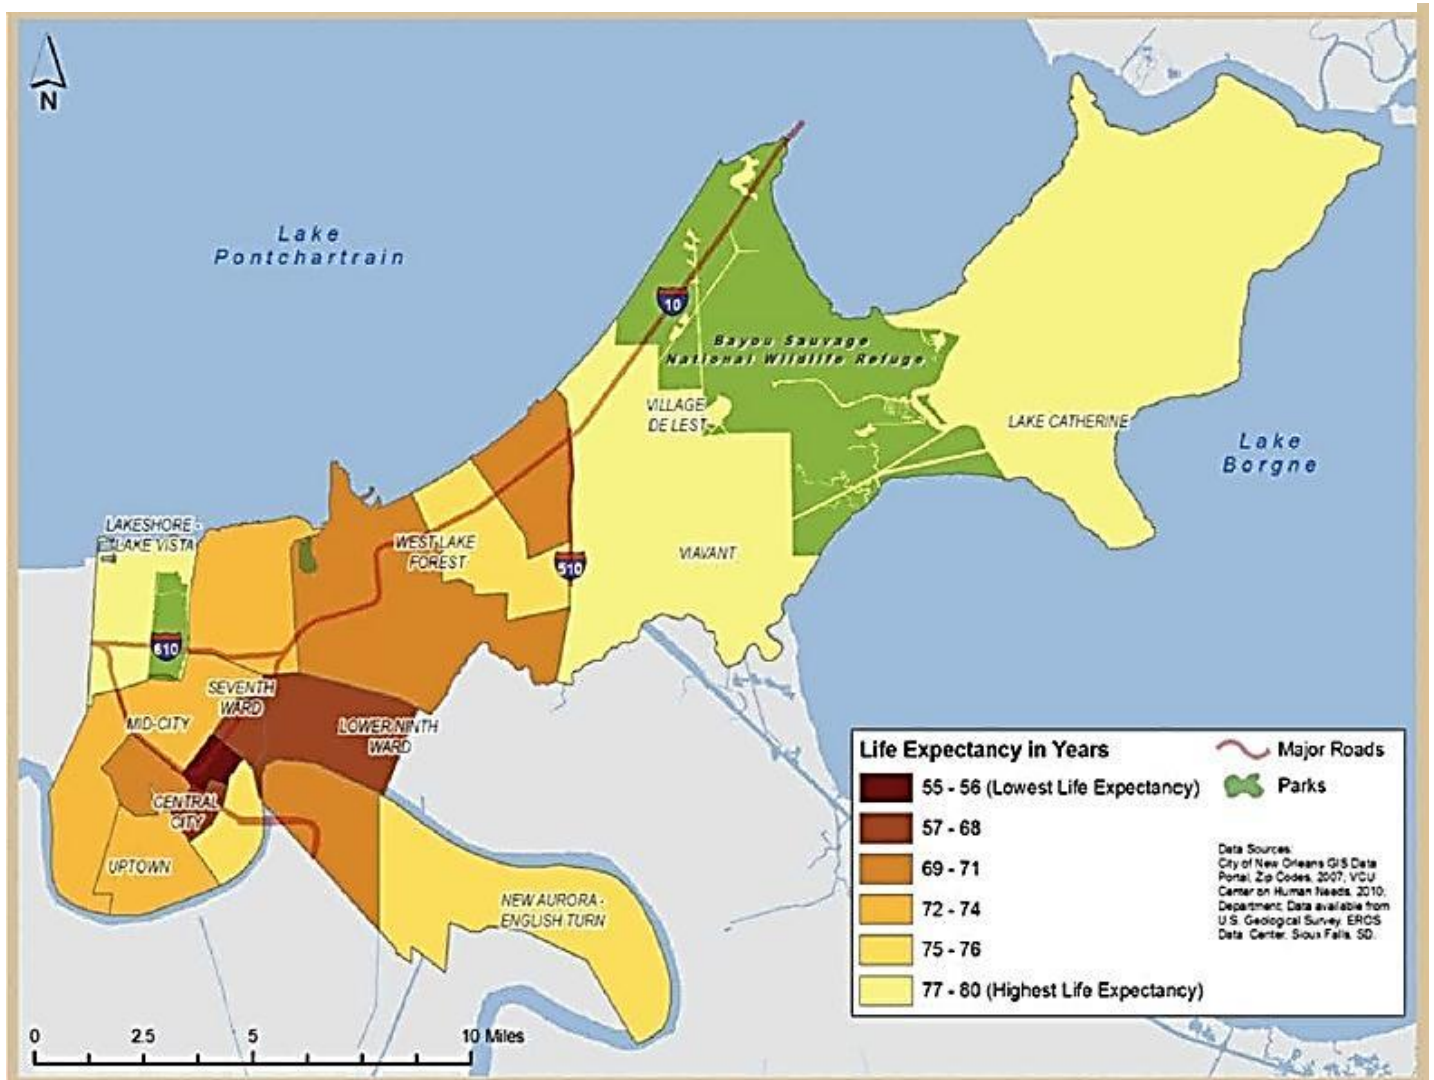 N
Lake
Pontchartrain
10
Bayou Sauvage
National Wildlife Refuge
VILLAGE
DE LEST
LAKE CATHERINE
Lake
Borgne
LAKESHORE -
LAKE VISTA
WEST LAKE
FOREST
VIAVANT
510
610
SEVENTH
WARD
MID-CITY
LOWER NINTH
WARD
CENTRAL
CITY
UPTOWN
NEW AURORA -
ENGLISH TURN
Life Expectancy in Years
55 - 56 (Lowest Life Expectancy)
57 - 68
69 - 71
72 - 74
75 - 76
77 - 80 (Highest Life Expectancy)
Major Roads
Parks
Data Sources:
City of New Orleans GIS Data
Portal, Zip Codes, 2007; VCU
Center on Human Needs, 2010;
Department; Data available from
U.S. Geological Survey, EROS
Data Center, Sioux Falls, SD.
0 2.5 5 10 Miles